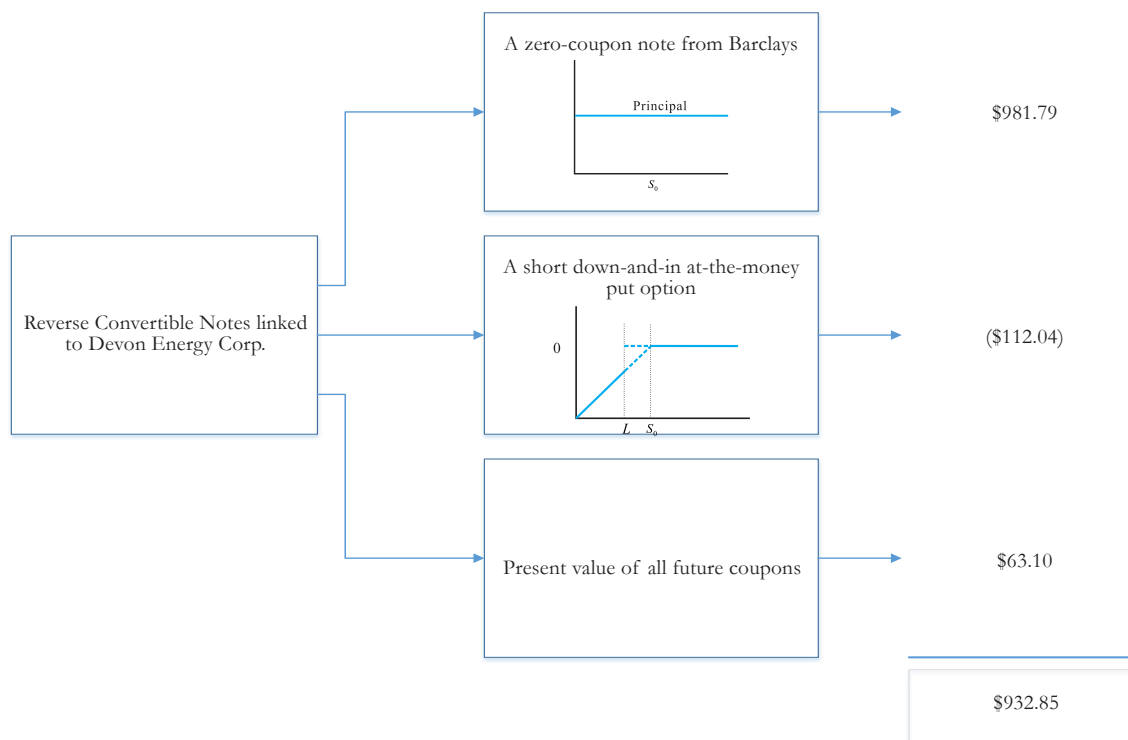 A zero-coupon note from Barclays
Principal
S0
$981.79
Reverse Convertible Notes linked
to Devon Energy Corp.
A short down-and-in at-the-money
put option
0
L S0
($112.04)
Present value of all future coupons
$63.10
$932.85